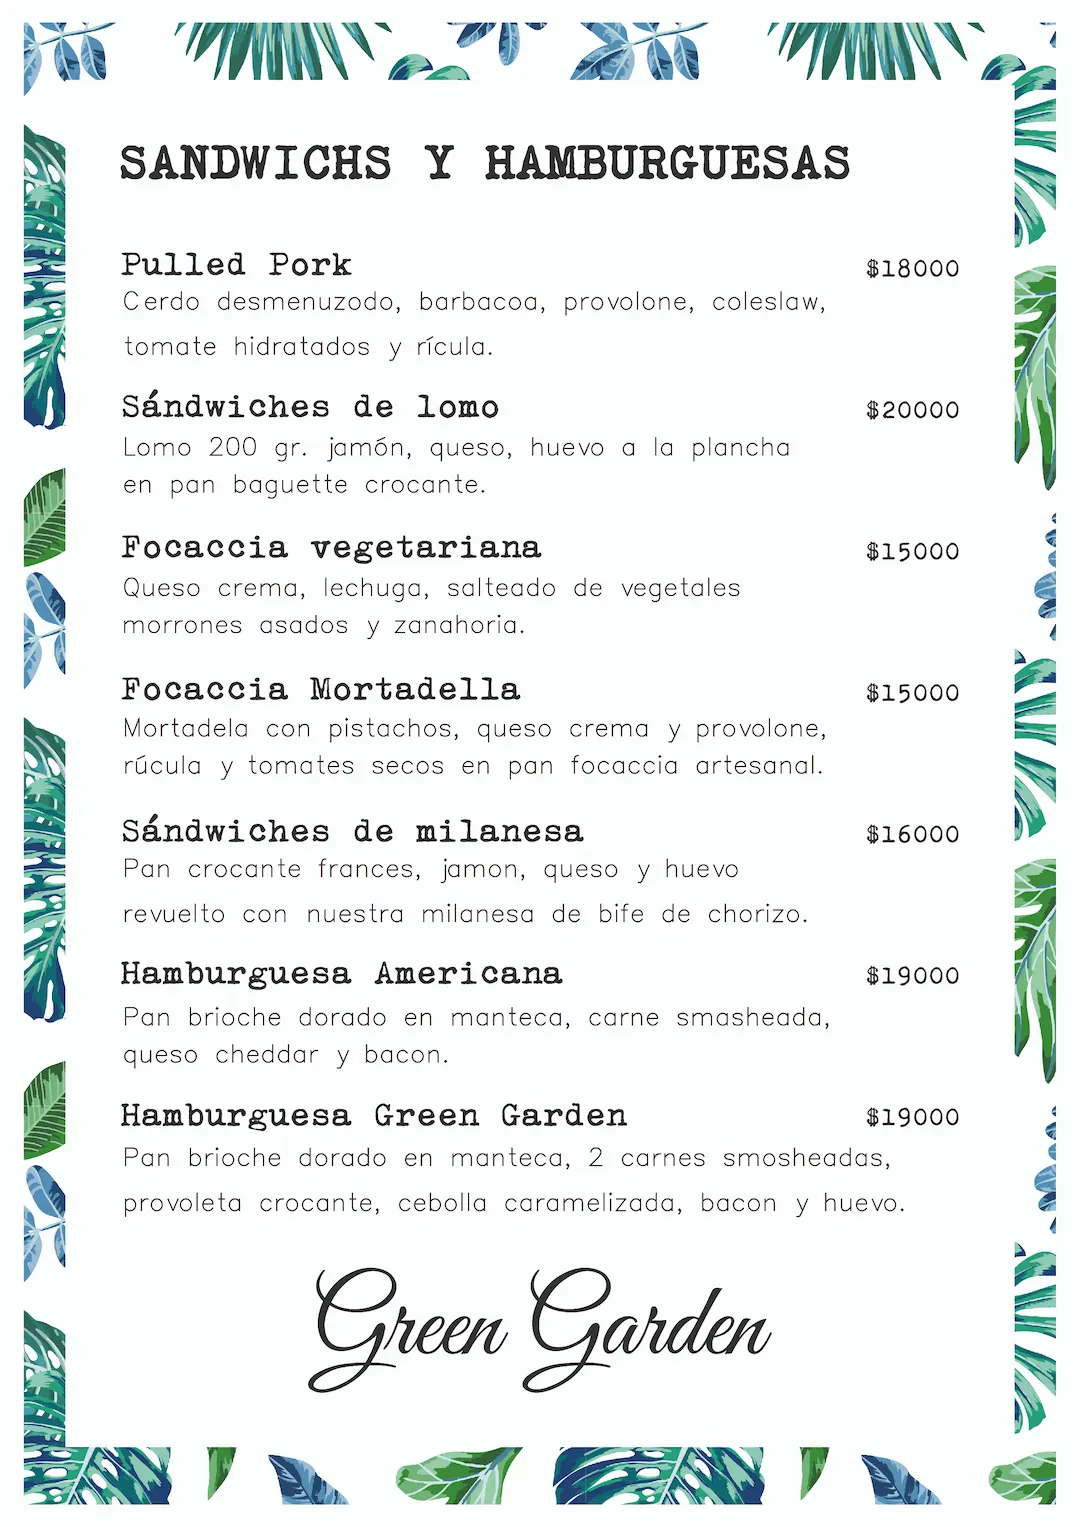 SANDWICHS Y HAMBURGUESAS
Pulled Pork $18000
Cerdo desmenuzodo, barbacoa, provolone, coleslaw,
tomate hidratados y rícula.
Sándwiches de lomo $20000
Lomo 200 gr. jamón, queso, huevo a la plancha
en pan baguette crocante.
Focaccia vegetariana $15000
Queso crema, lechuga, salteado de vegetales
morrones asados y zanahoria.
Focaccia Mortadella $15000
Mortadela con pistachos, queso crema y provolone,
rúcula y tomates secos en pan focaccia artesanal.
Sándwiches de milanesa $16000
Pan crocante frances, jamon, queso y huevo
revuelto con nuestra milanesa de bife de chorizo.
Hamburguesa Americana $19000
Pan brioche dorado en manteca, carne smasheada,
queso cheddar y bacon.
Hamburguesa Green Garden $19000
Pan brioche dorado en manteca, 2 carnes smosheadas,
provoleta crocante, cebolla caramelizada, bacon y huevo.
Green Garden